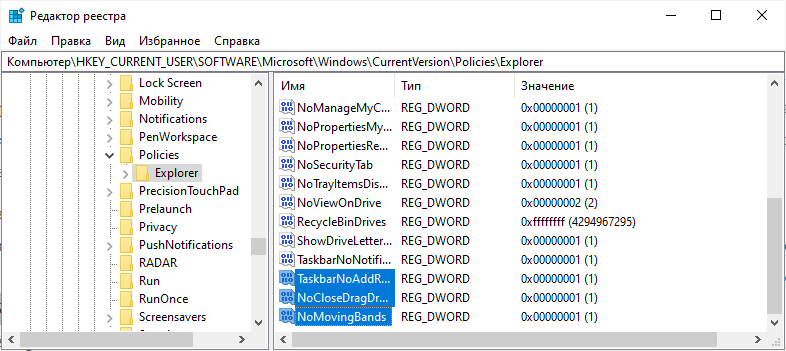 Редактор реестра
Файл Правка Вид Избранное Справка
Компьютер\HKEY_CURRENT_USER\SOFTWARE\Microsoft\Windows\CurrentVersion\Policies\Explorer
Lock Screen
Mobility
Notifications
PenWorkspace
Policies
Explorer
PrecisionTouchPad
Prelaunch
Privacy
PushNotifications
RADAR
Run
RunOnce
Screensavers
Имя Тип Значение
NoManageMyC... REG_DWORD 0x00000001 (1)
NoPropertiesMy... REG_DWORD 0x00000001 (1)
NoPropertiesRe... REG_DWORD 0x00000001 (1)
NoSecurityTab REG_DWORD 0x00000001 (1)
NoTrayItemsDis... REG_DWORD 0x00000001 (1)
NoViewOnDrive REG_DWORD 0x00000002 (2)
RecycleBinDrives REG_DWORD 0xffffffff (4294967295)
ShowDriveLetter... REG_DWORD 0x00000001 (1)
TaskbarNoNotifi... REG_DWORD 0x00000001 (1)
TaskbarNoAddR... REG_DWORD 0x00000001 (1)
NoCloseDragDr... REG_DWORD 0x00000001 (1)
NoMovingBands REG_DWORD 0x00000001 (1)